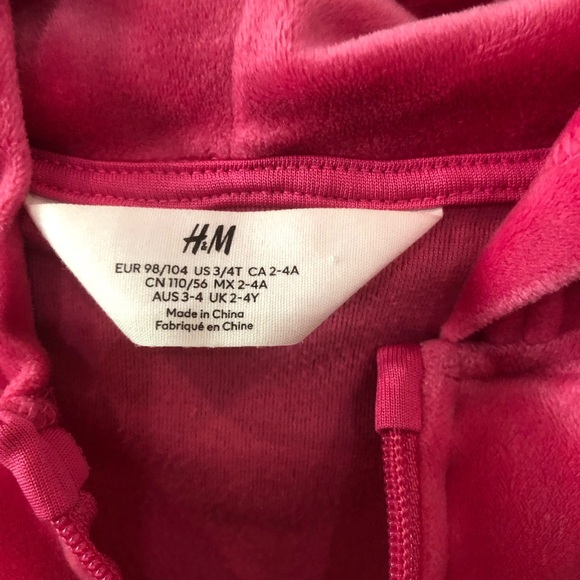 H&M
EUR 98/104 US 3/4T CA 2-4A
CN 110/56 MX 2-4A
AUS 3-4 UK 2-4Y
Made in China
Fabriqué en Chine